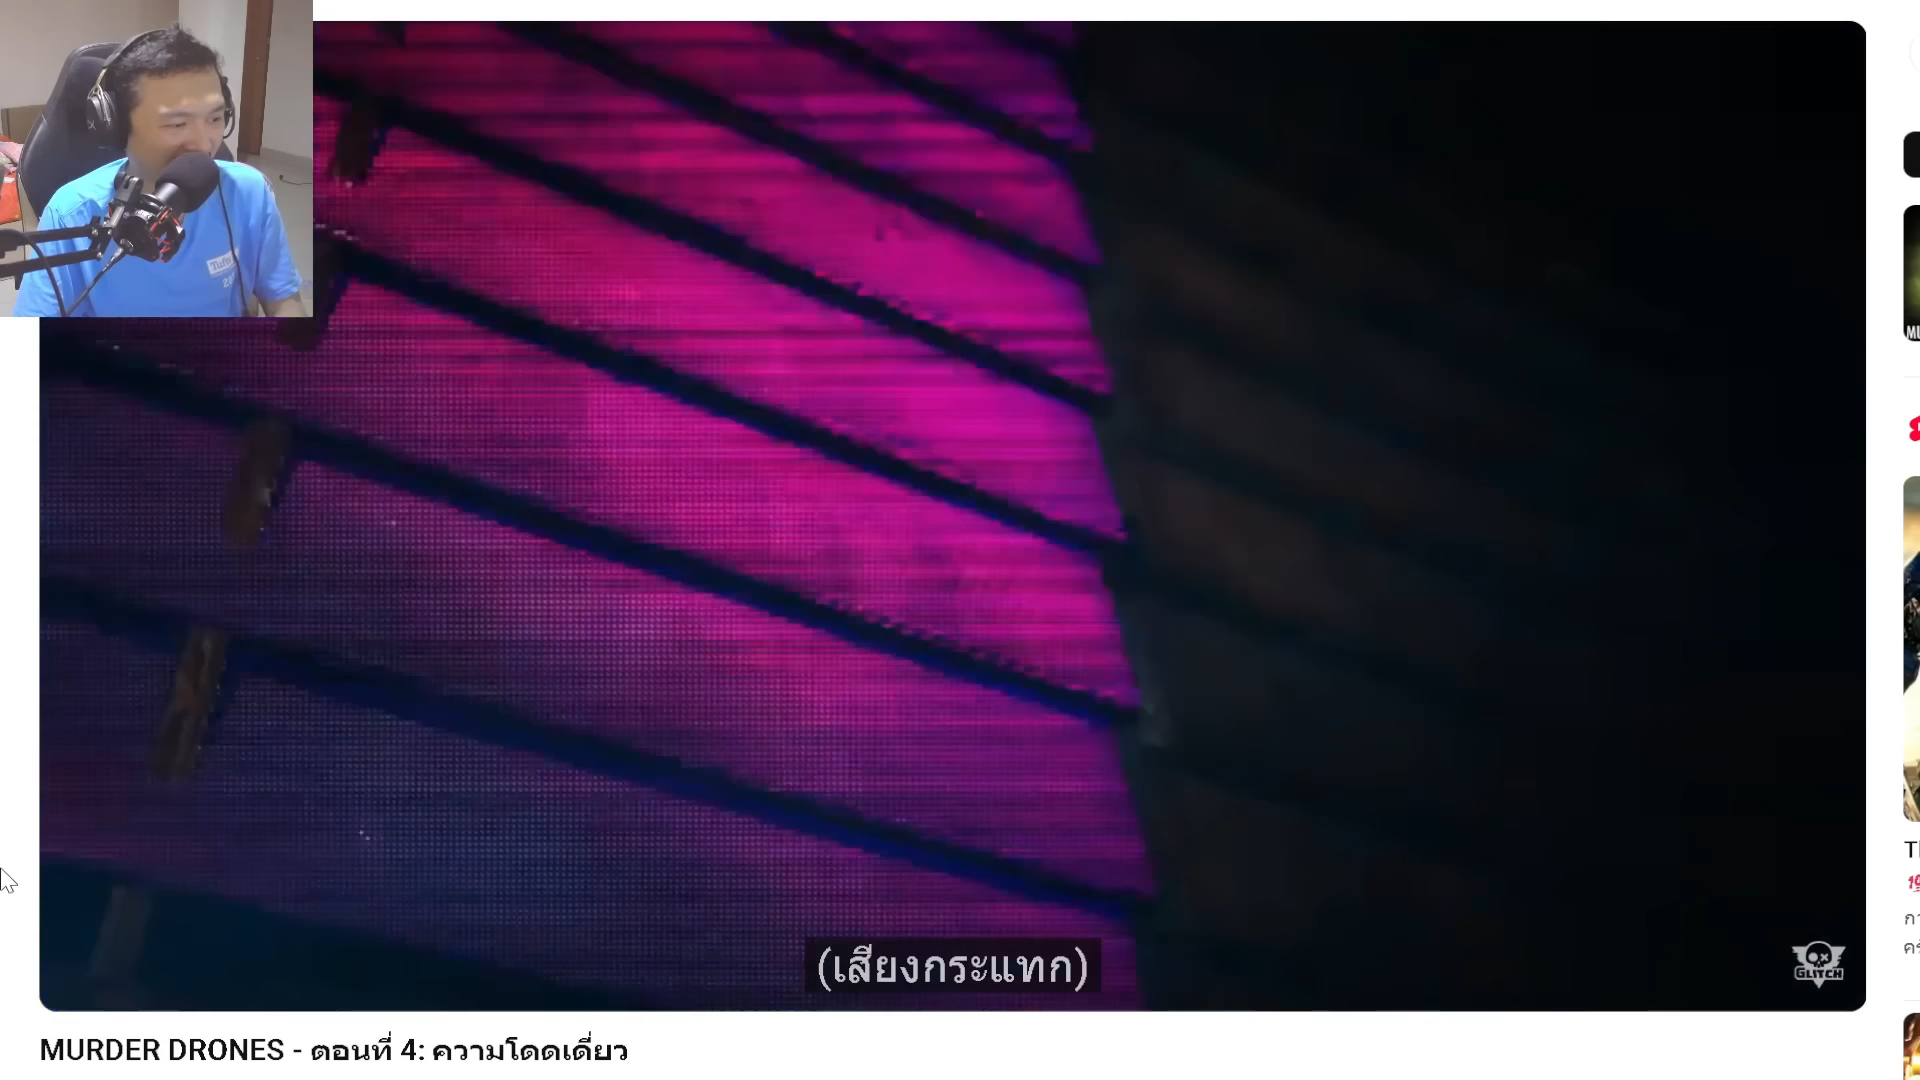 (เสียงกระแทก)
GLITCH
MURDER DRONES - ตอนที่ 4: ความโดดเดี่ยว